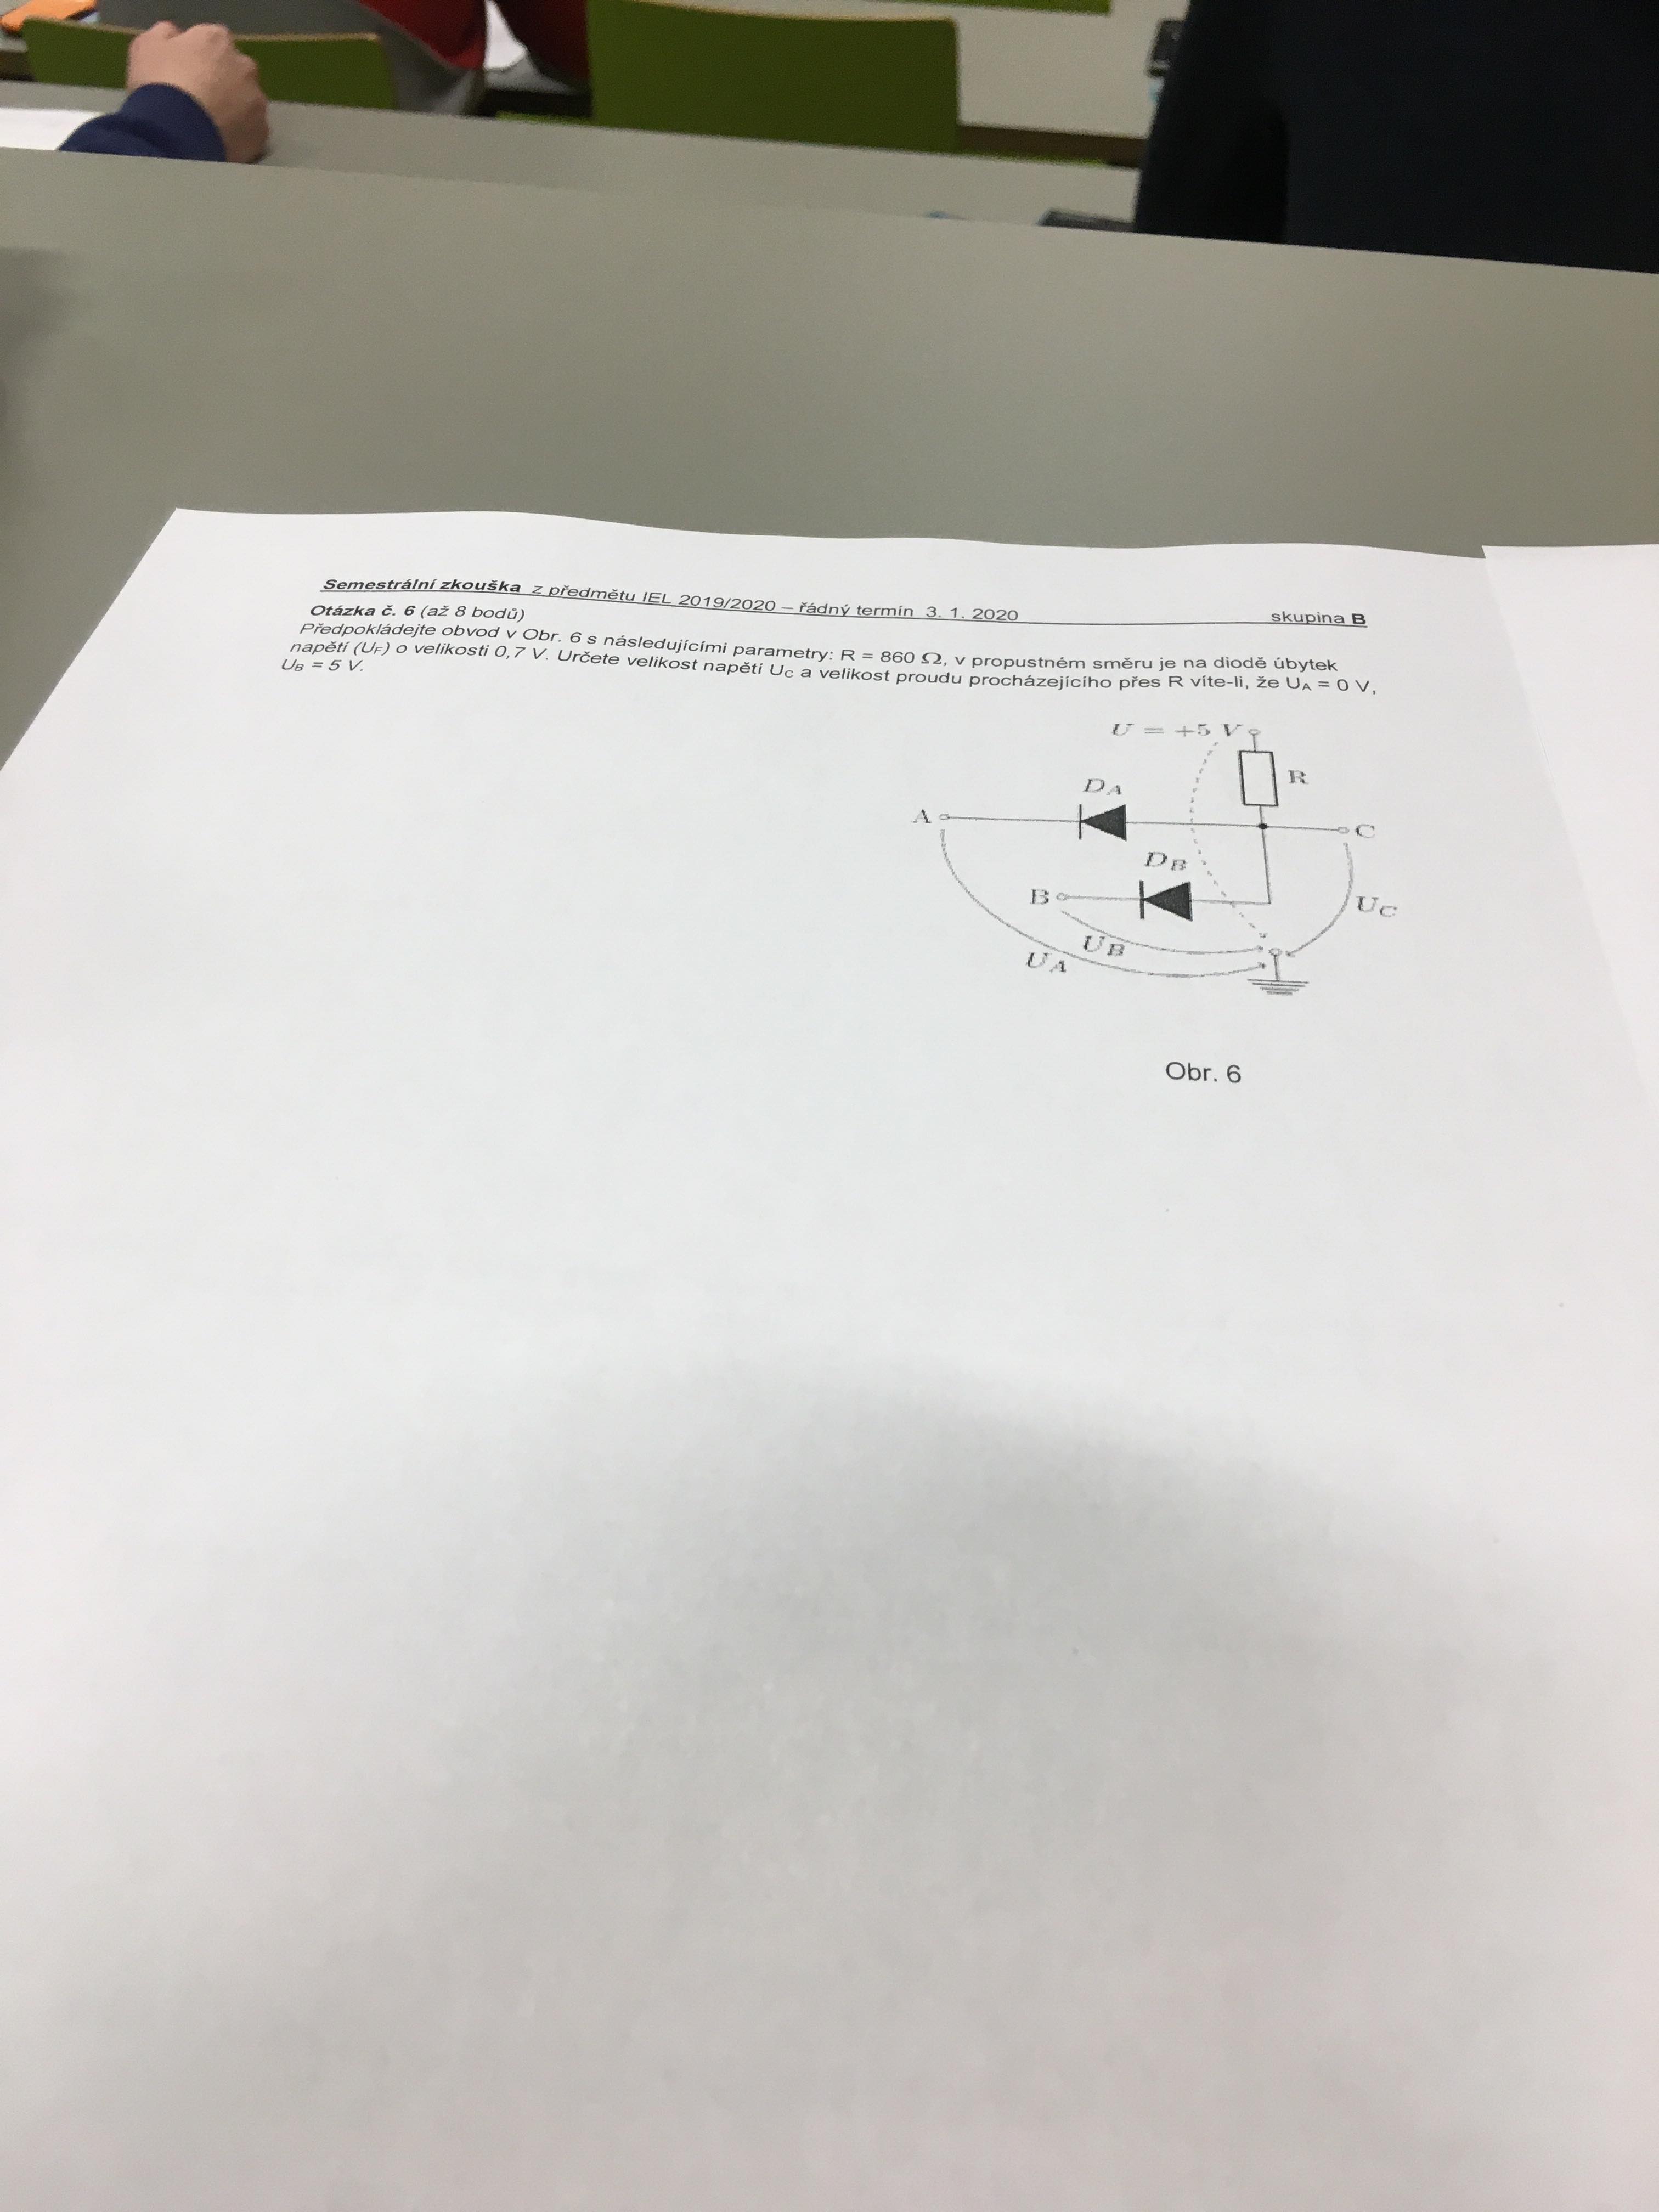 Semestrální zkouška z předmětu IEL 2019/2020 – řádný termín 3. 1. 2020 skupina B
Otázka č. 6 (až 8 bodů)
Předpokládejte obvod v Obr. 6 s následujícími parametry: R = 860 Ω, v propustném směru je na diodě úbytek
napětí (UF) o velikosti 0,7 V. Určete velikost napětí UC a velikost proudu procházejícího přes R víte-li, že UA = 0 V,
UB = 5 V.
U = +5 V
R
DA
A
C
DB
B
UC
UB
UA
Obr. 6